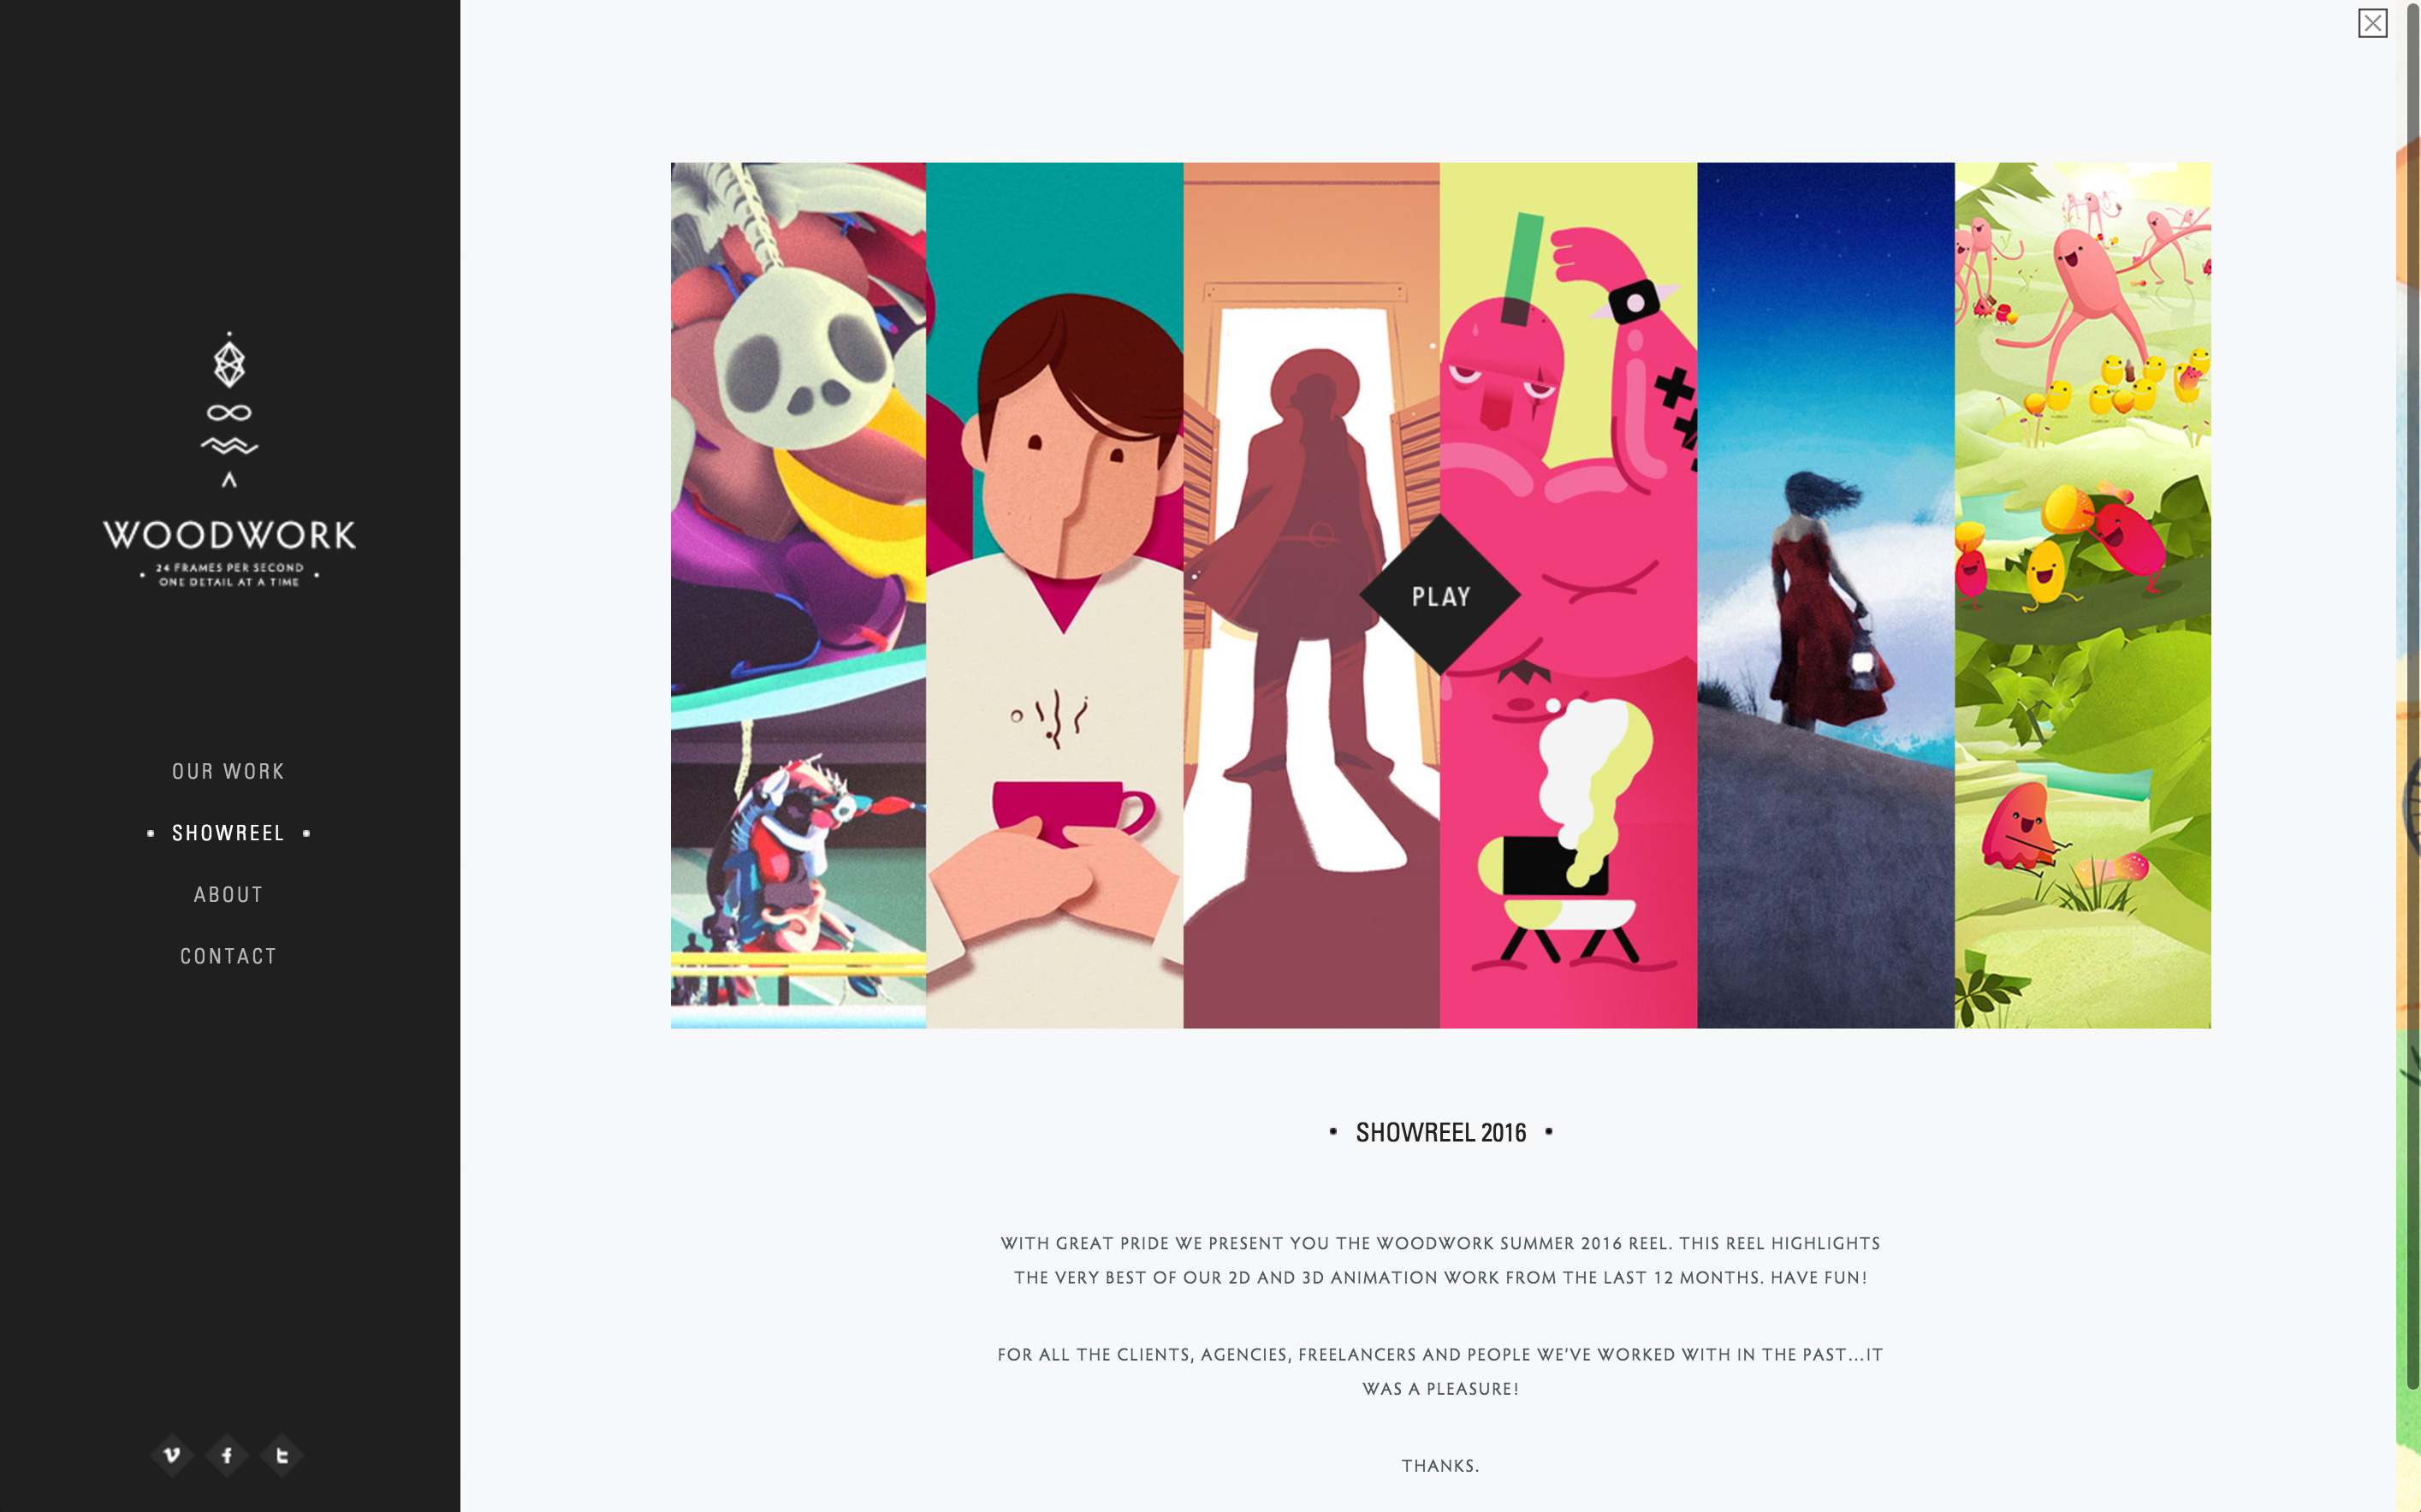 WOODWORK
24 FRAMES PER SECOND
ONE DETAIL AT A TIME
OUR WORK
SHOWREEL
ABOUT
CONTACT
PLAY
SHOWREEL 2016
WITH GREAT PRIDE WE PRESENT YOU THE WOODWORK SUMMER 2016 REEL. THIS REEL HIGHLIGHTS
THE VERY BEST OF OUR 2D AND 3D ANIMATION WORK FROM THE LAST 12 MONTHS. HAVE FUN!
FOR ALL THE CLIENTS, AGENCIES, FREELANCERS AND PEOPLE WE'VE WORKED WITH IN THE PAST...IT
WAS A PLEASURE!
THANKS.